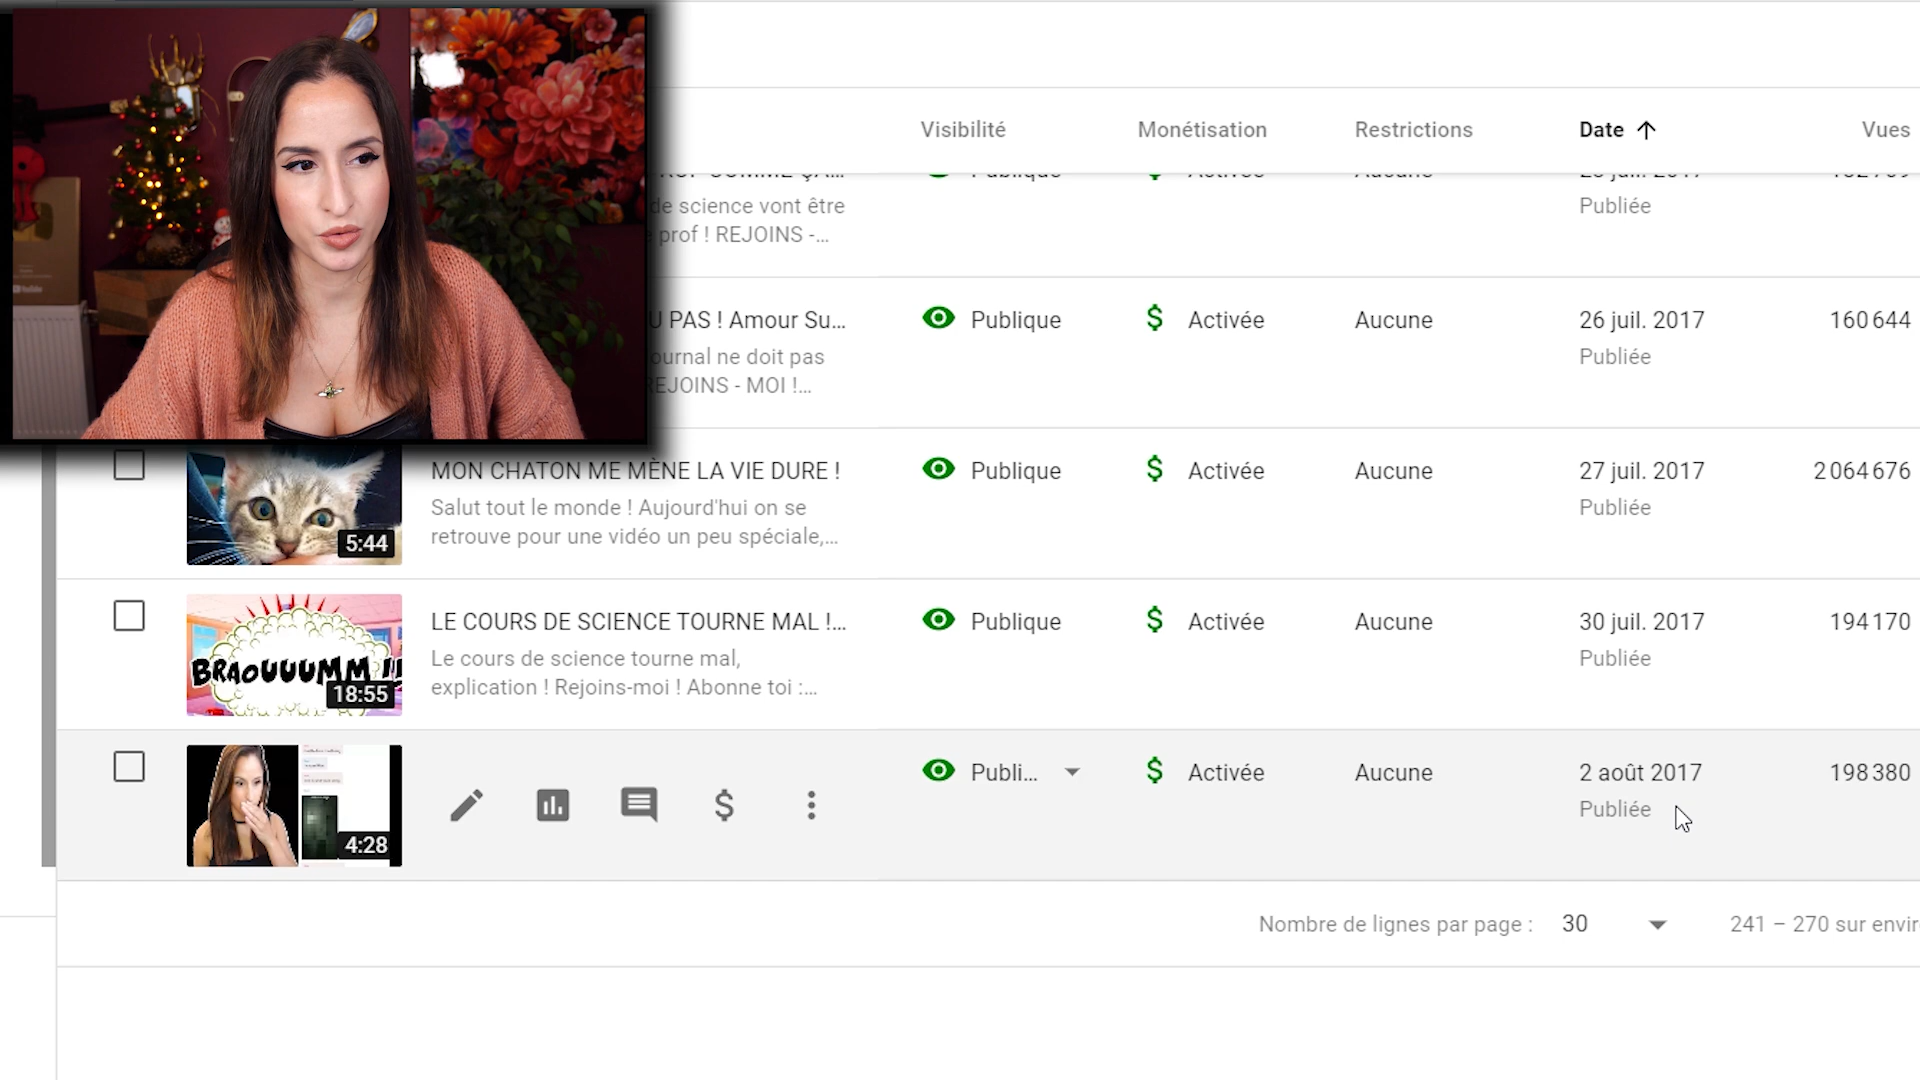 Visibilité Monétisation Restrictions Date Vues
Publique Activée Aucune
de science vont être Publiée
prof ! REJOINS -…
U PAS ! Amour Su… Publique $ Activée Aucune 26 juil. 2017 160 644
ournal ne doit pas Publiée
REJOINS - MOI !…
MON CHATON ME MÈNE LA VIE DURE ! Publique $ Activée Aucune 27 juil. 2017 2 064 676
Salut tout le monde ! Aujourd'hui on se Publiée
retrouve pour une vidéo un peu spéciale,…
5:44
LE COURS DE SCIENCE TOURNE MAL !… Publique $ Activée Aucune 30 juil. 2017 194 170
Le cours de science tourne mal, Publiée
explication ! Rejoins-moi ! Abonne toi :…
BRAOUUUMM !!
18:55
Publi… $ Activée Aucune 2 août 2017 198 380
$ Publiée
4:28
Nombre de lignes par page : 30 241 – 270 sur envir